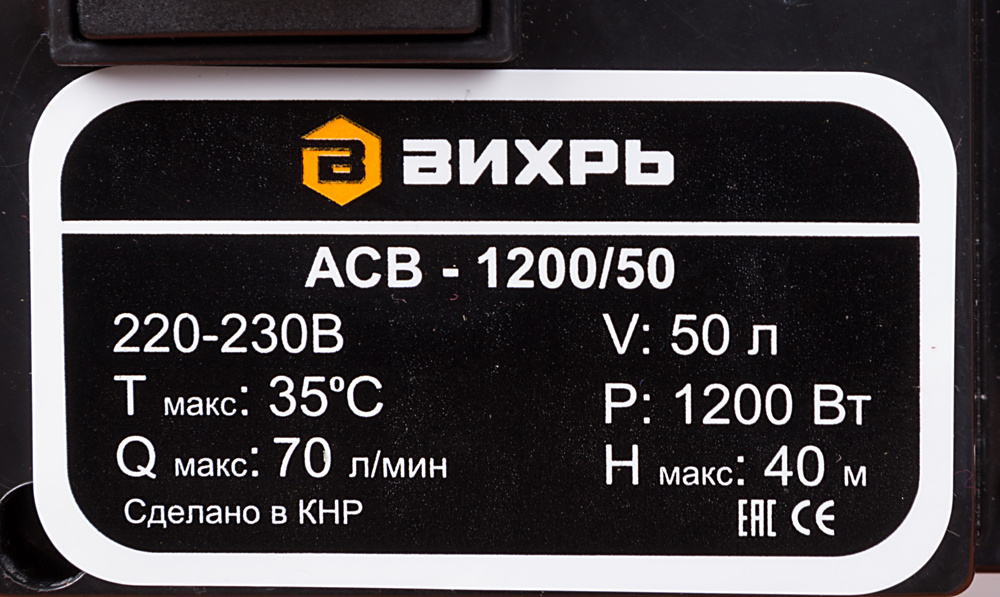 В ВИХРЬ
АСВ - 1200/50
220-230В V: 50 л
Т макс: 35ºС Р: 1200 Вт
Q макс: 70 л/мин Н макс: 40 м
Сделано в КНР EAC CE